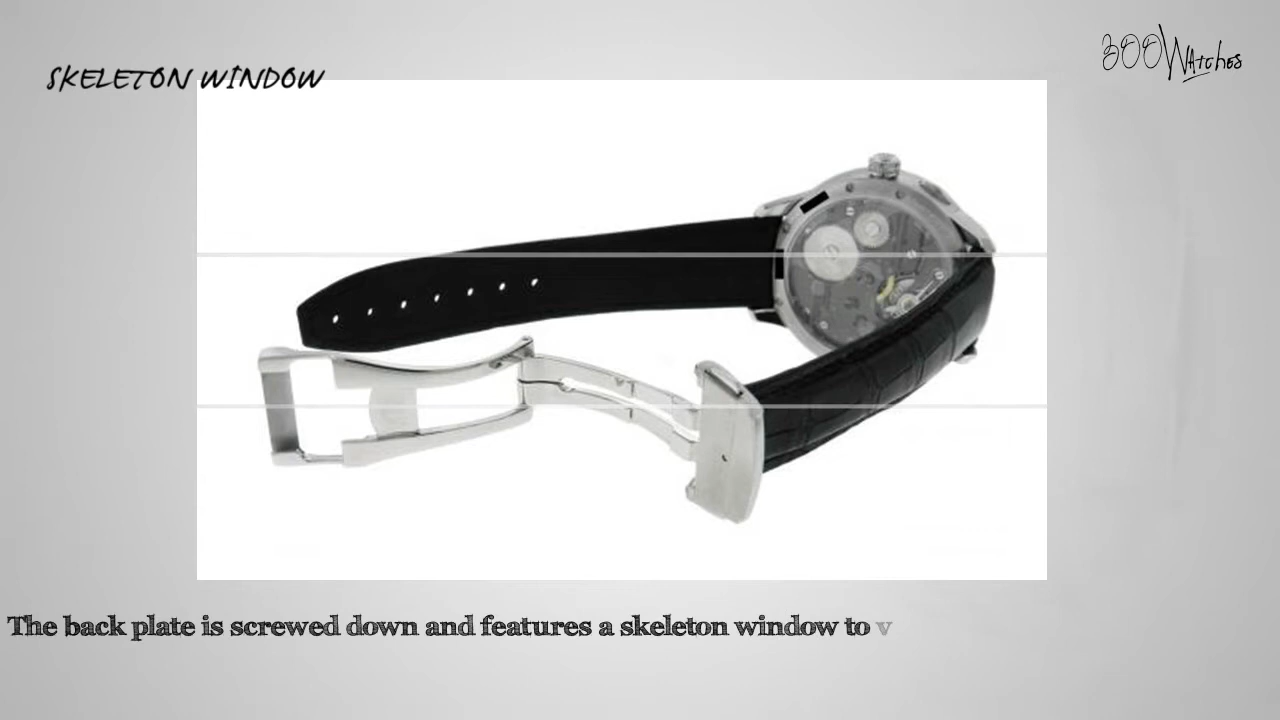 SKELETON WINDOW
300WAtches
The back plate is screwed down and features a skeleton window to v